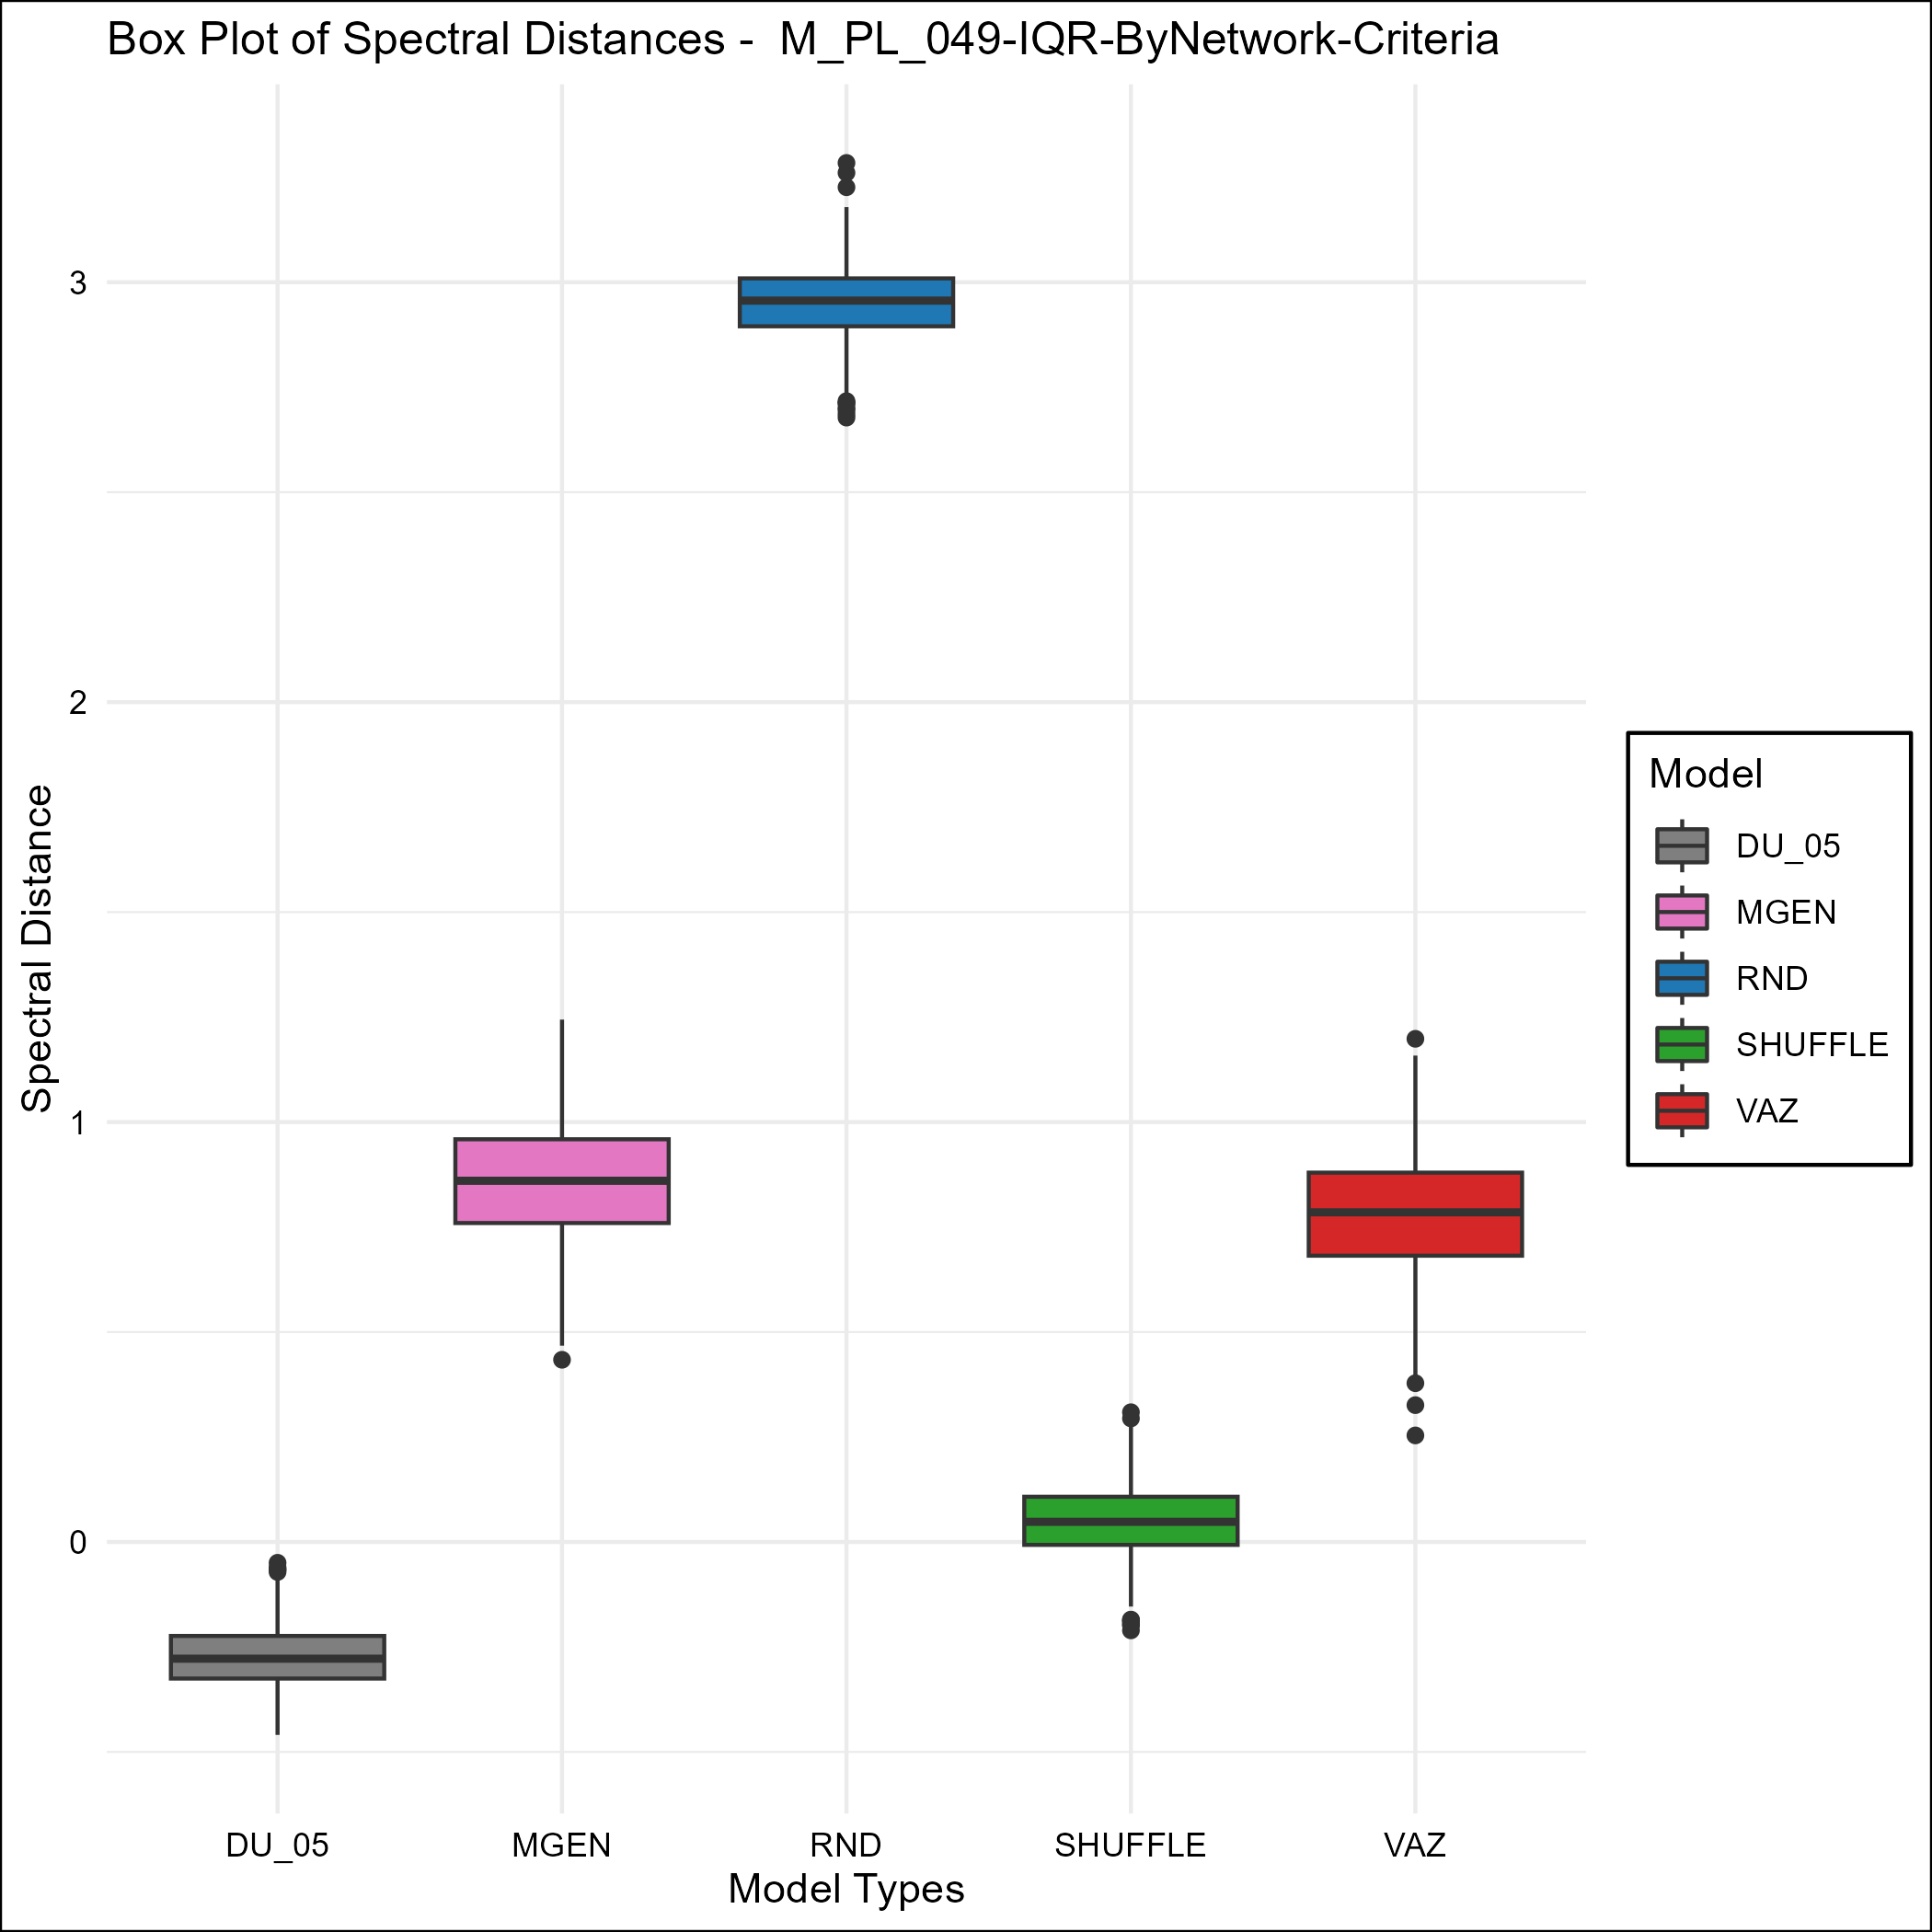 Box Plot of Spectral Distances -  M_PL_049-IQR-ByNetwork-Criteria
3
2
1
0
Spectral Distance
DU_05
MGEN
RND
SHUFFLE
VAZ
Model Types
Model
DU_05
MGEN
RND
SHUFFLE
VAZ